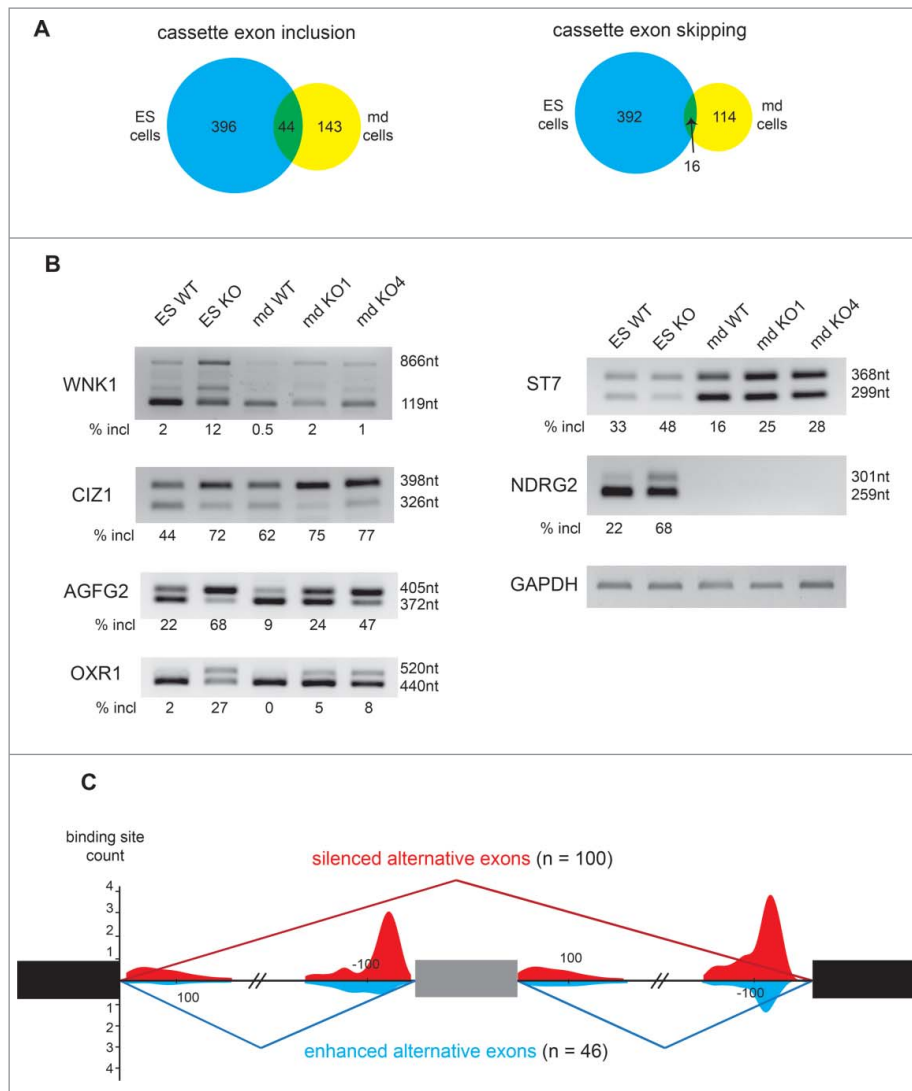 A
cassette exon inclusion
ES cells
396
44
143
md cells
cassette exon skipping
ES cells
392
16
114
md cells
B
ES WT ES KO md WT md KO1 md KO4
WNK1
866nt
119nt
% incl 2 12 0.5 2 1
CIZ1
398nt
326nt
% incl 44 72 62 75 77
AGFG2
405nt
372nt
% incl 22 68 9 24 47
OXR1
520nt
440nt
% incl 2 27 0 5 8
ES WT ES KO md WT md KO1 md KO4
ST7
368nt
299nt
% incl 33 48 16 25 28
NDRG2
301nt
259nt
% incl 22 68
GAPDH
C
binding site
count
silenced alternative exons (n = 100)
4
3
2
1
1
2
3
4
100
//
-100
100
//
-100
enhanced alternative exons (n = 46)